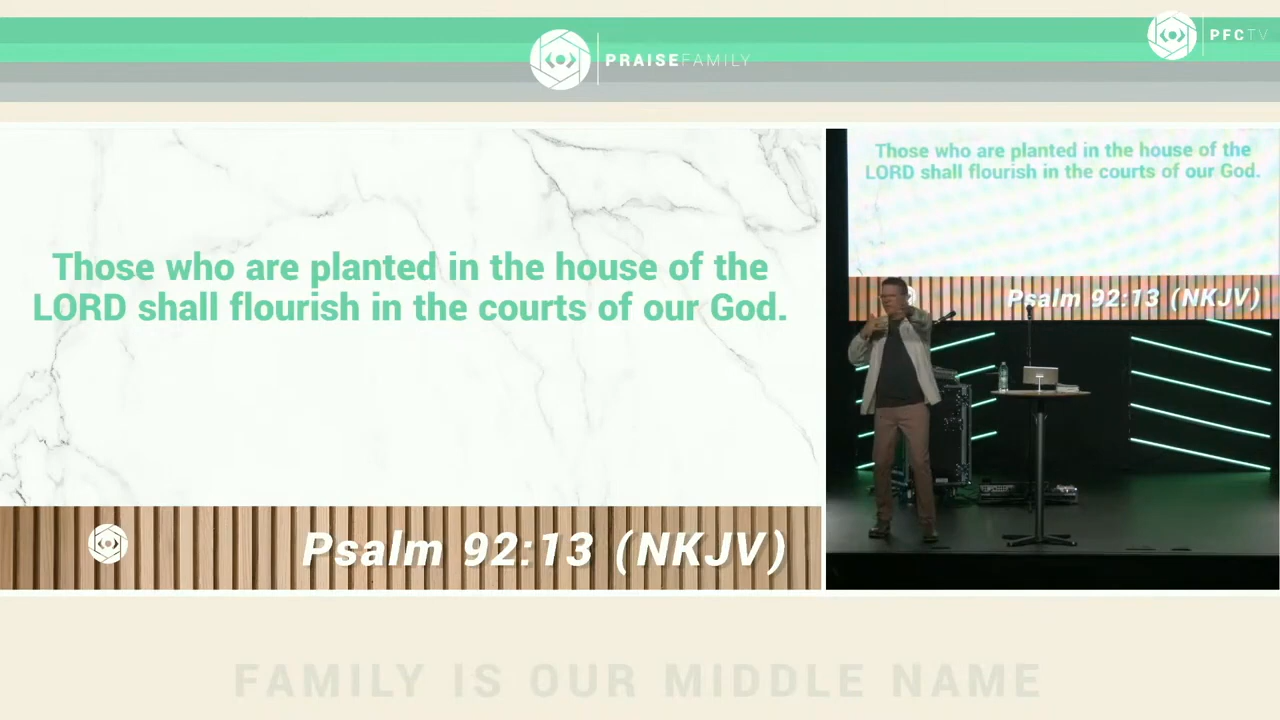 PRAISEFAMILY
PFCTV
Those who are planted in the house of the
LORD shall flourish in the courts of our God.
Psalm 92:13 (NKJV)
Those who are planted in the house of the
LORD shall flourish in the courts of our God.
Psalm 92:13 (NKJV)
FAMILY IS OUR MIDDLE NAME